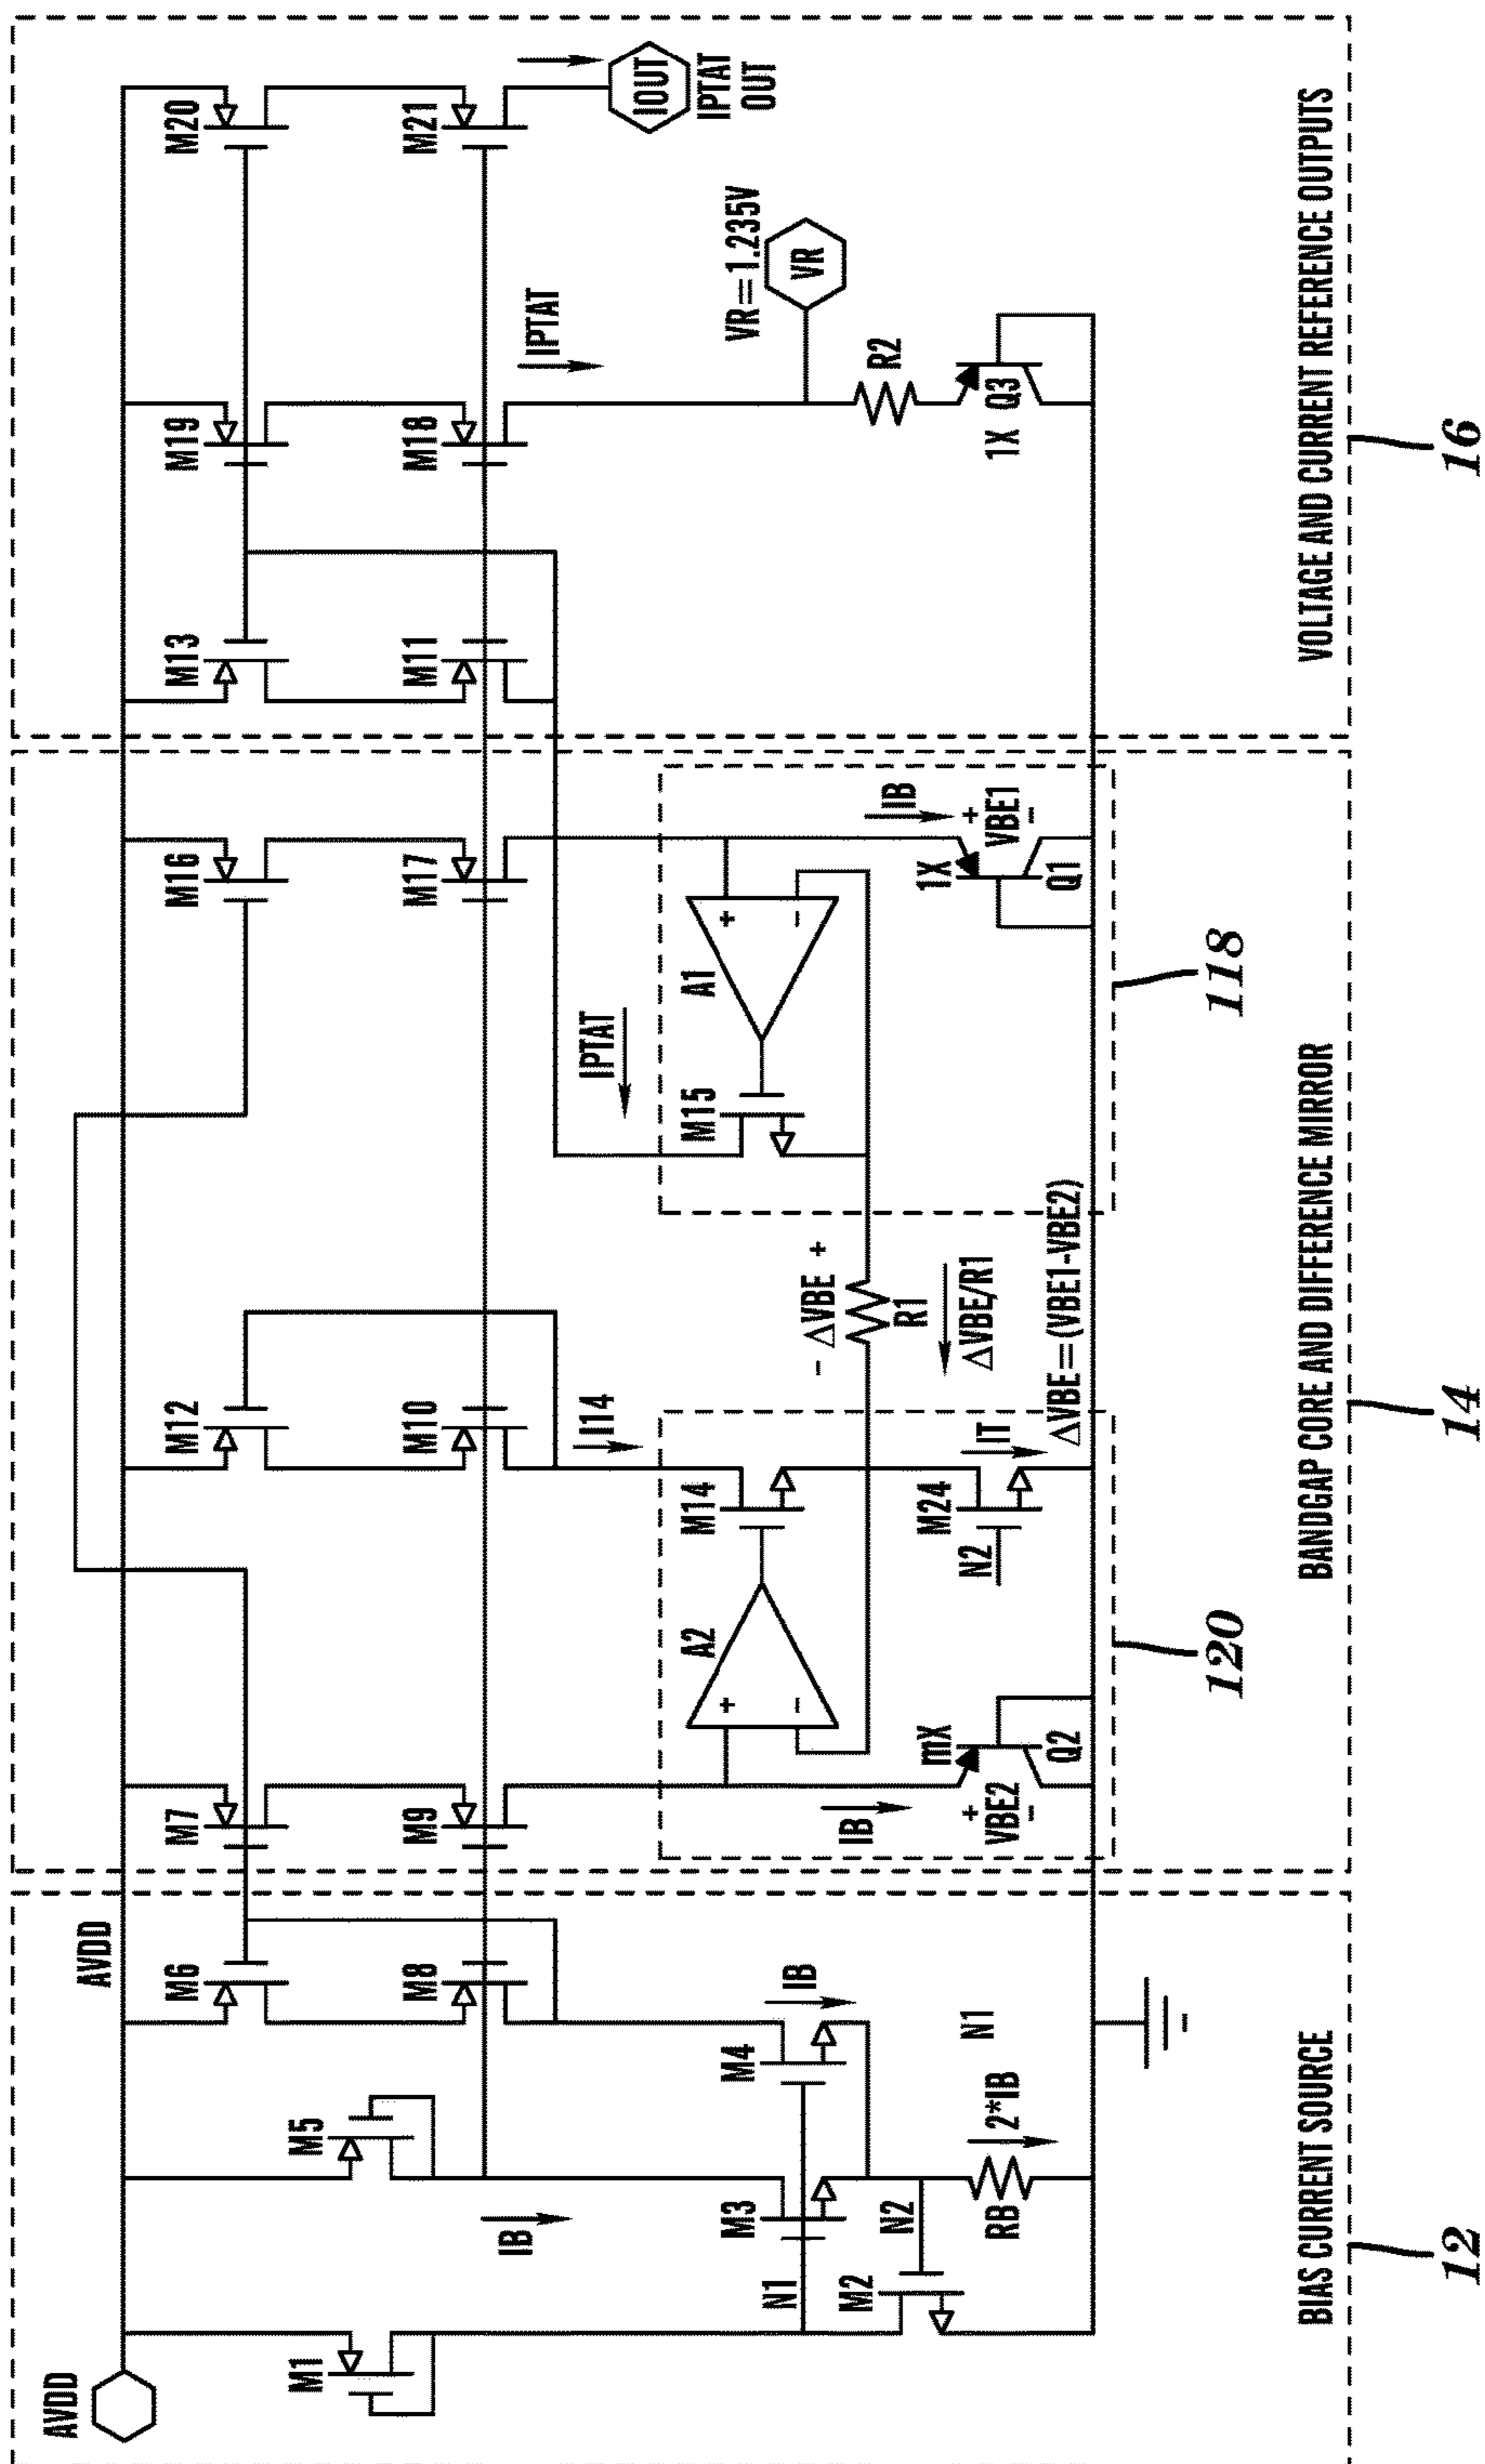 AVDD
AVDD
M1
M5
M6
M8
M7
M9
M12
M10
M16
M17
M13
M11
M19
M18
M20
M21
IOUT
IPTAT
OUT
IPTAT
VR=1.235V
VR
R2
1X Q3
IB
N1
M3
M4
IB
M2
N2
RB
2*IB
N1
A2
+
-
M14
I14
IB
mX
+
VBE2
-
Q2
N2
M24
IT
- △VBE +
R1
△VBE/R1
△VBE=(VBE1-VBE2)
IPTAT
M15
A1
+
-
IB
1X
+
VBE1
-
Q1
120
118
BIAS CURRENT SOURCE
BANDGAP CORE AND DIFFERENCE MIRROR
VOLTAGE AND CURRENT REFERENCE OUTPUTS
12
14
16